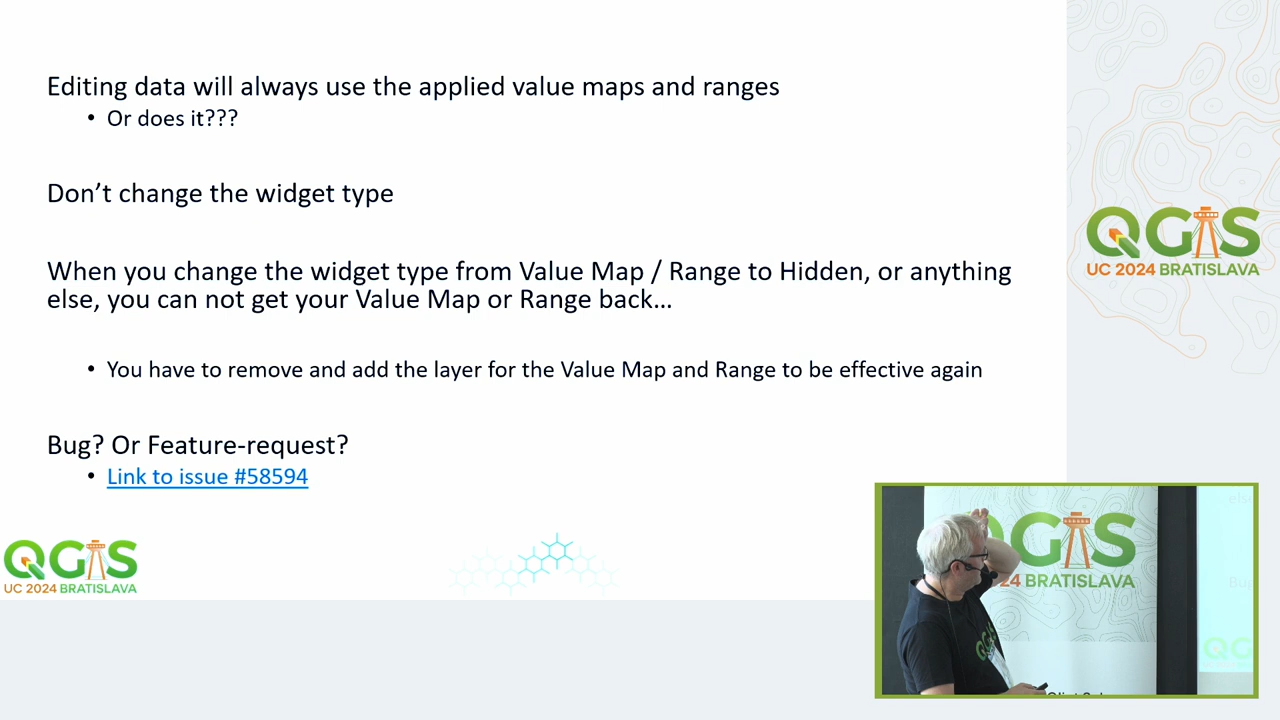 Editing data will always use the applied value maps and ranges
• Or does it???
Don’t change the widget type
When you change the widget type from Value Map / Range to Hidden, or anything
else, you can not get your Value Map or Range back…
• You have to remove and add the layer for the Value Map and Range to be effective again
Bug? Or Feature-request?
• Link to issue #58594
QGIS
UC 2024 BRATISLAVA
QGIS
UC 2024 BRATISLAVA
QGIS
24 BRATISLAVA
QGIS